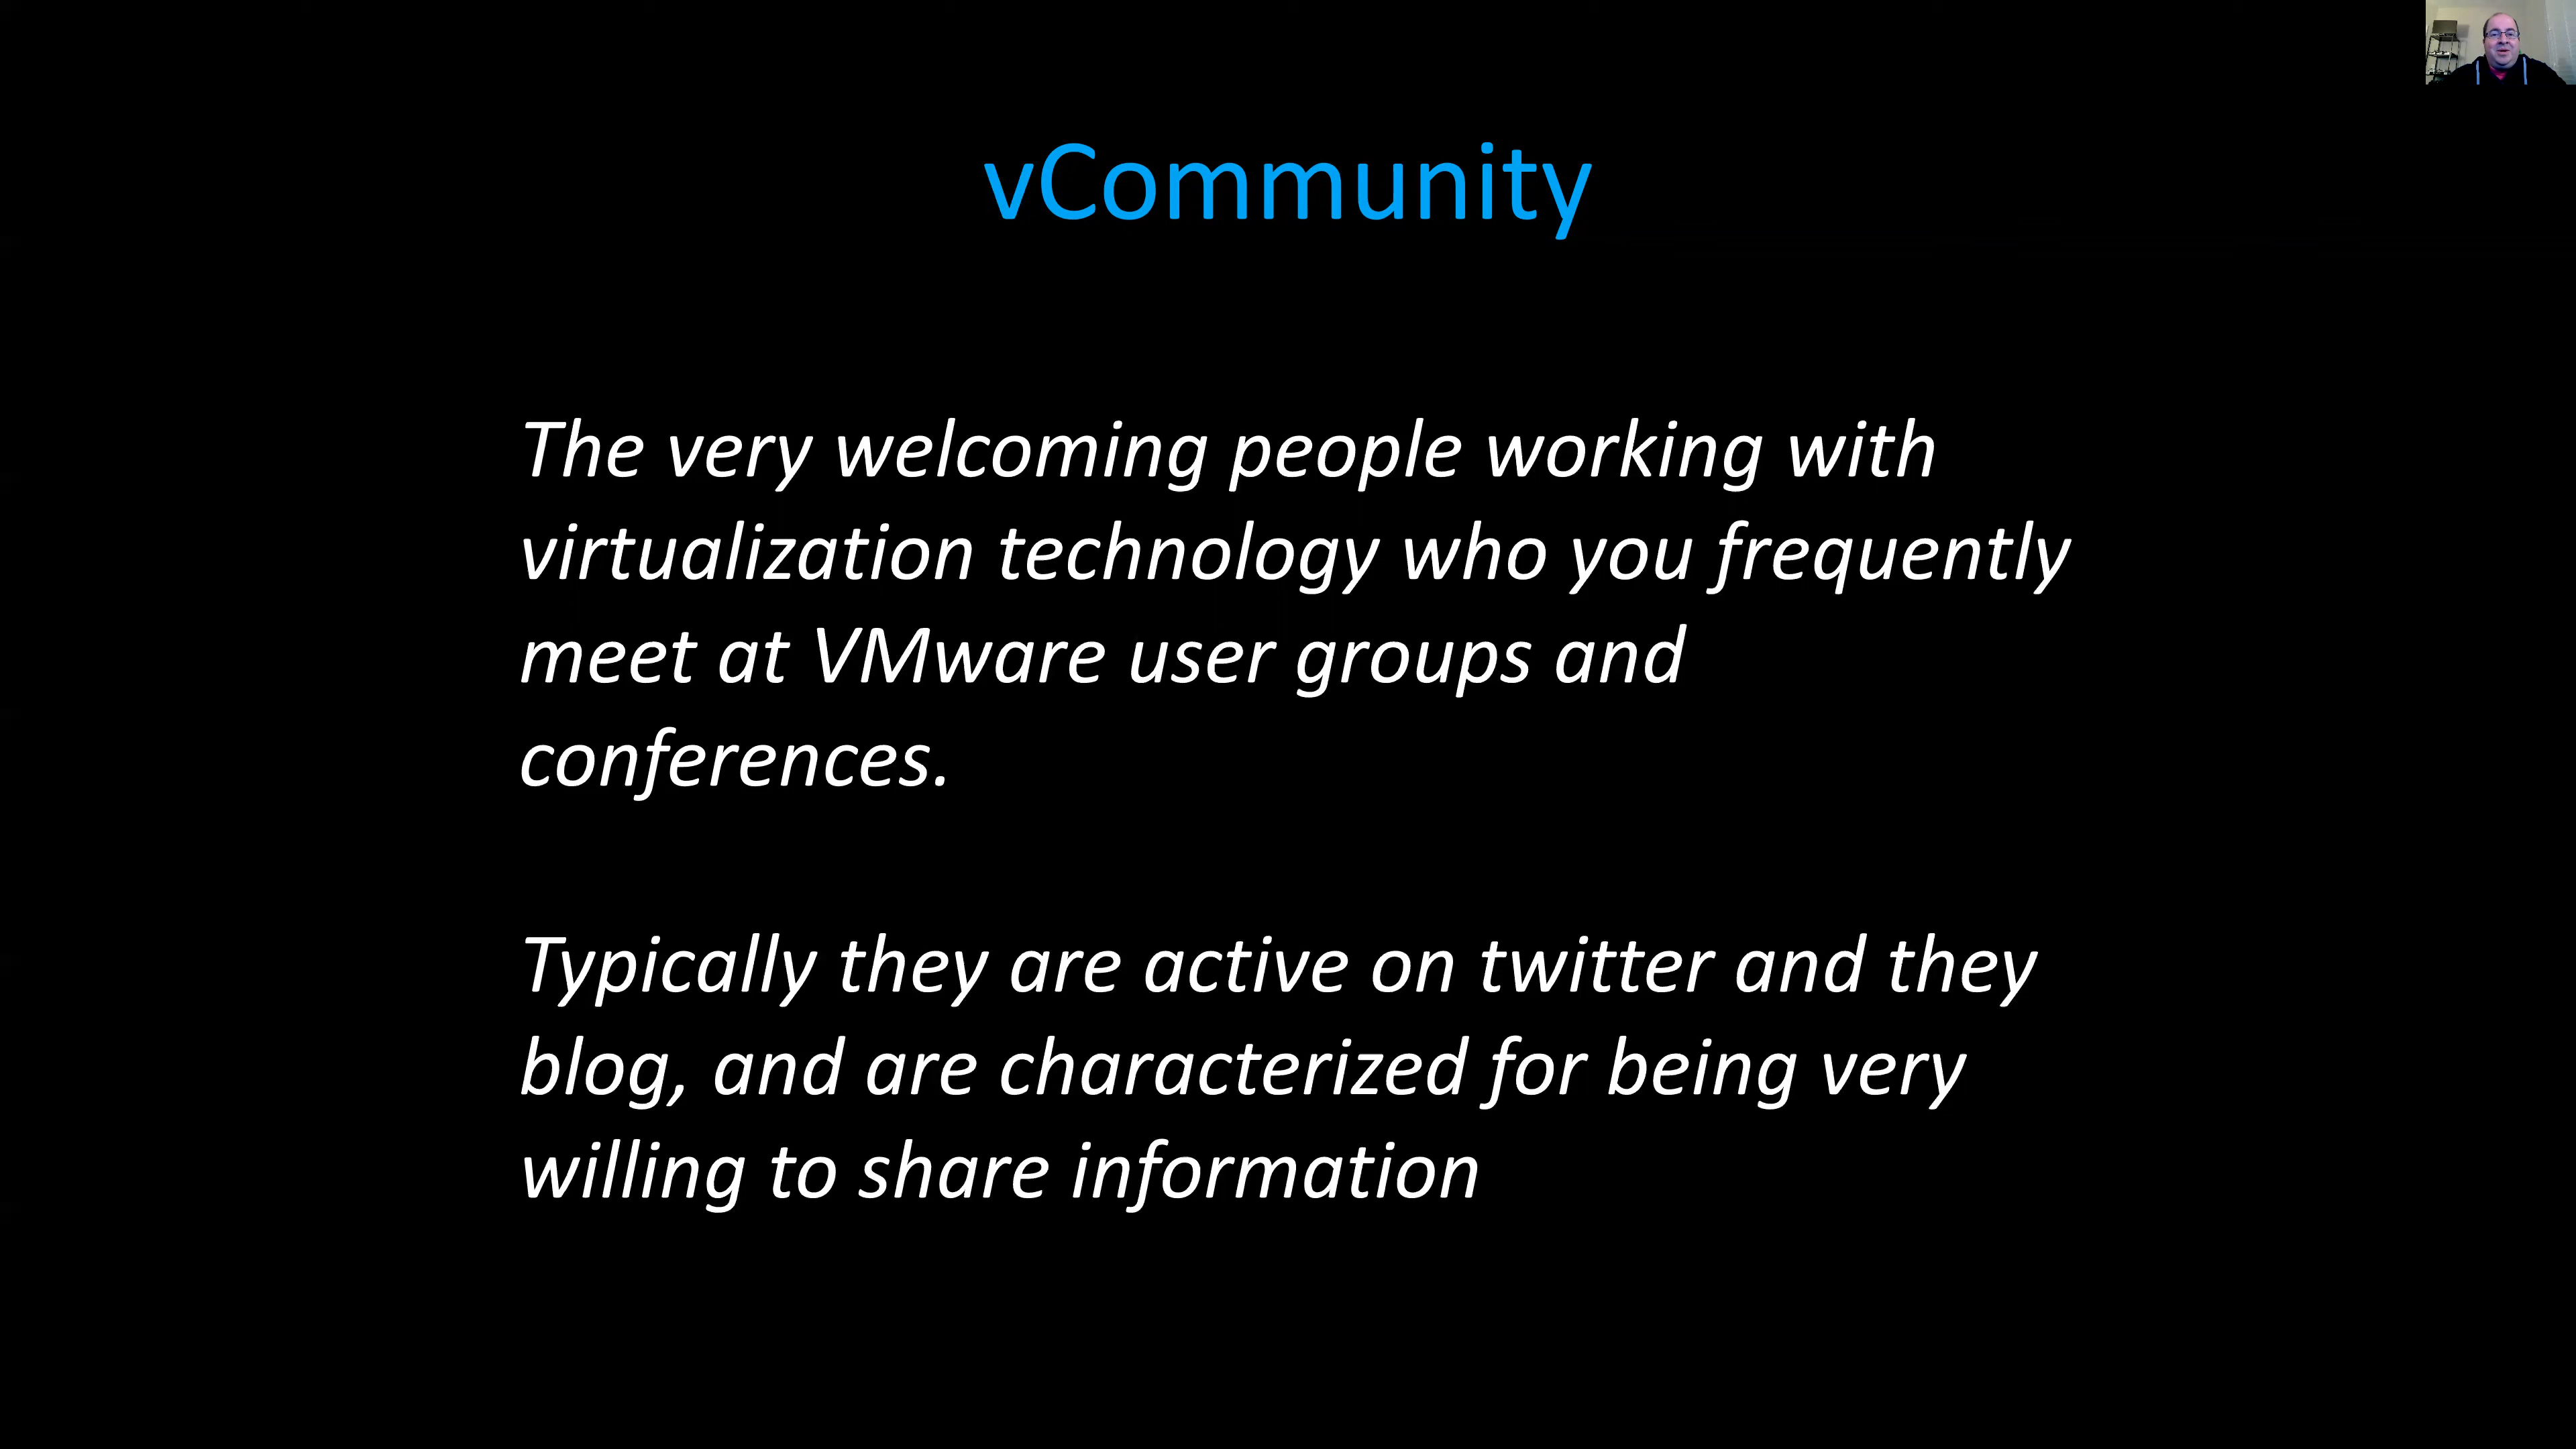 vCommunity
The very welcoming people working with
virtualization technology who you frequently
meet at VMware user groups and
conferences.
Typically they are active on twitter and they
blog, and are characterized for being very
willing to share information